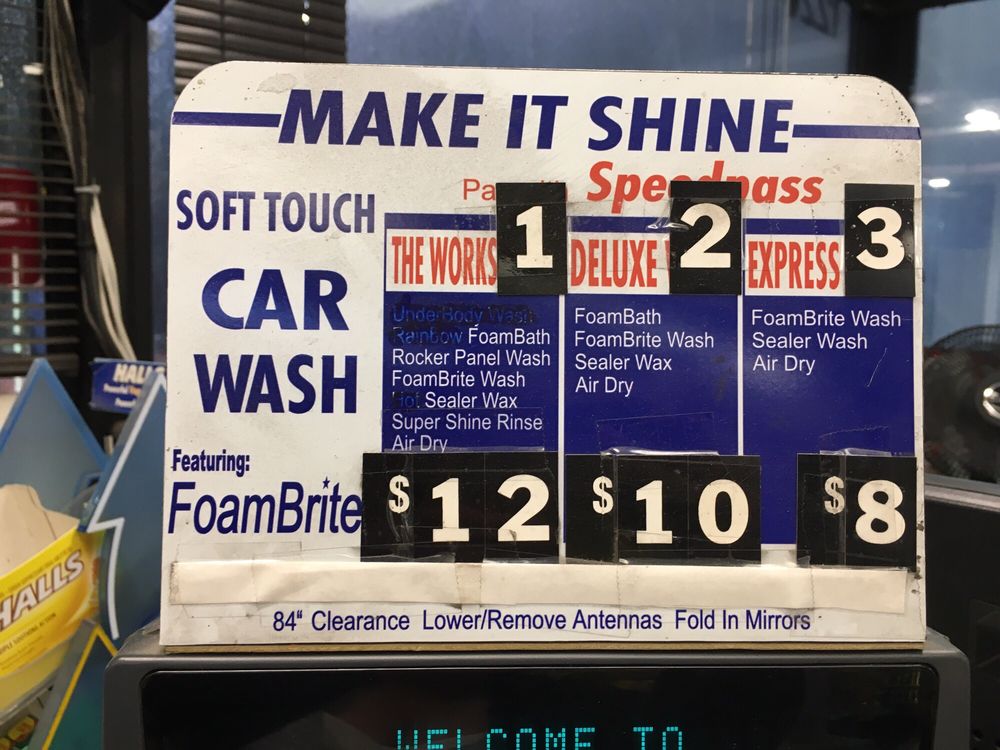 MAKE IT SHINE
Speedpass
SOFT TOUCH
CAR
WASH
Featuring:
FoamBrite
THE WORKS 1
UnderBody Wash
Rainbow FoamBath
Rocker Panel Wash
FoamBrite Wash
Hot Sealer Wax
Super Shine Rinse
Air Dry
$12
DELUXE 2
FoamBath
FoamBrite Wash
Sealer Wax
Air Dry
$10
EXPRESS 3
FoamBrite Wash
Sealer Wash
Air Dry
$8
84" Clearance Lower/Remove Antennas Fold In Mirrors
HALLS
HALLS
WELCOME TO